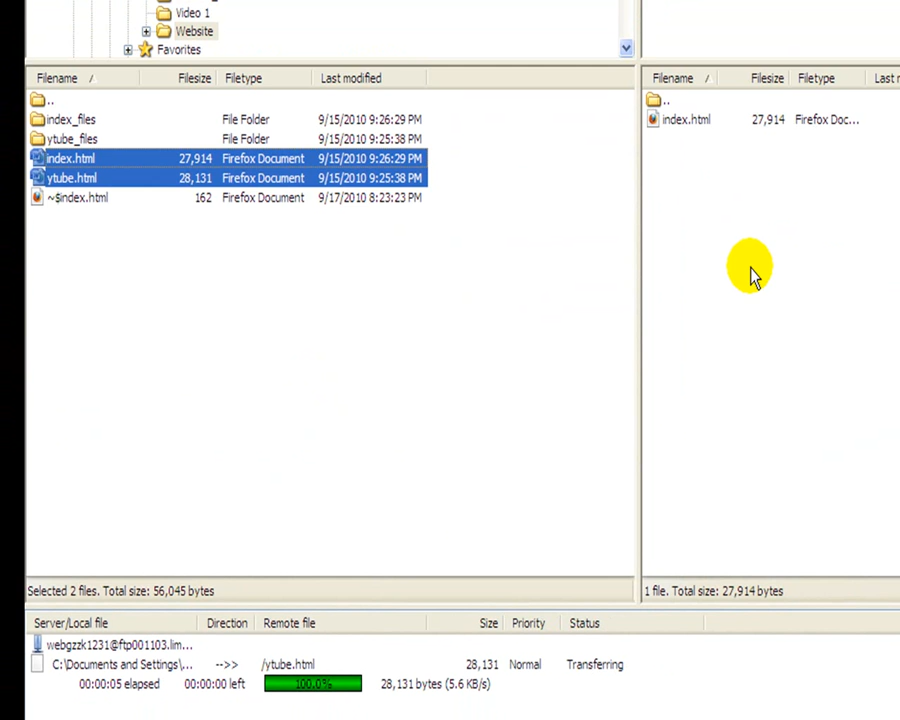 Video 1
Website
Favorites
Filename / Filesize Filetype Last modified
..
index_files File Folder 9/15/2010 9:26:29 PM
ytube_files File Folder 9/15/2010 9:25:38 PM
index.html 27,914 Firefox Document 9/15/2010 9:26:29 PM
ytube.html 28,131 Firefox Document 9/15/2010 9:25:38 PM
~$index.html 162 Firefox Document 9/17/2010 8:23:23 PM
Selected 2 files. Total size: 56,045 bytes
Filename / Filesize Filetype Last
..
index.html 27,914 Firefox Doc...
1 file. Total size: 27,914 bytes
Server/Local file Direction Remote file Size Priority Status
webgzzk1231@ftp001103.lim...
C:\Documents and Settings\... -->> /ytube.html 28,131 Normal Transferring
00:00:05 elapsed 00:00:00 left 100.0% 28,131 bytes (5.6 KB/s)